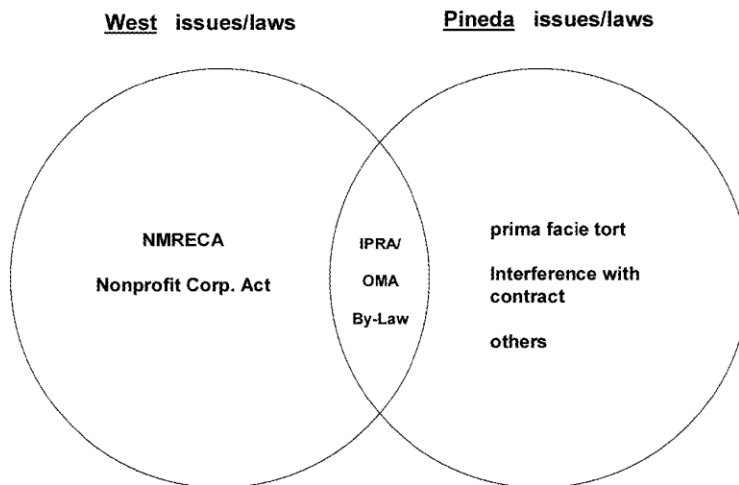 West issues/laws
Pineda issues/laws
NMRECA
Nonprofit Corp. Act
IPRA/
OMA
By-Law
prima facie tort
Interference with
contract
others